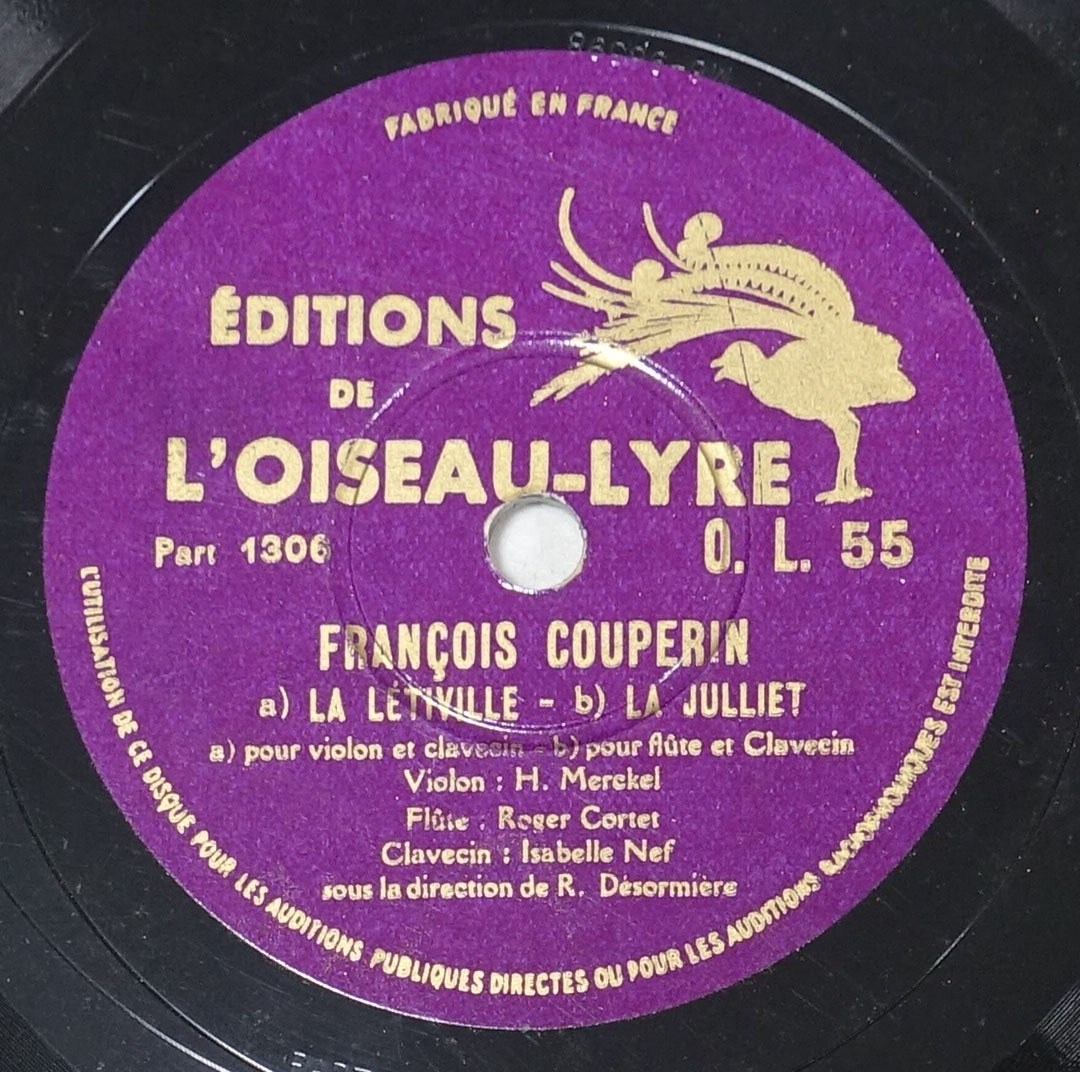 FABRIQUÉ EN FRANCE
ÉDITIONS
DE
L'OISEAU-LYRE
Part 1306
O. L. 55
FRANÇOIS COUPERIN
a) LA LÉTIVILLE - b) LA JULLIET
a) pour violon et clavecin - b) pour flûte et Clavecin
Violon : H. Merckel
Flûte : Roger Cortet
Clavecin : Isabelle Nef
sous la direction de R. Désormière
L'UTILISATION DE CE DISQUE POUR LES AUDITIONS PUBLIQUES DIRECTES OU POUR LES AUDITIONS RADIOPHONIQUES EST INTERDITE